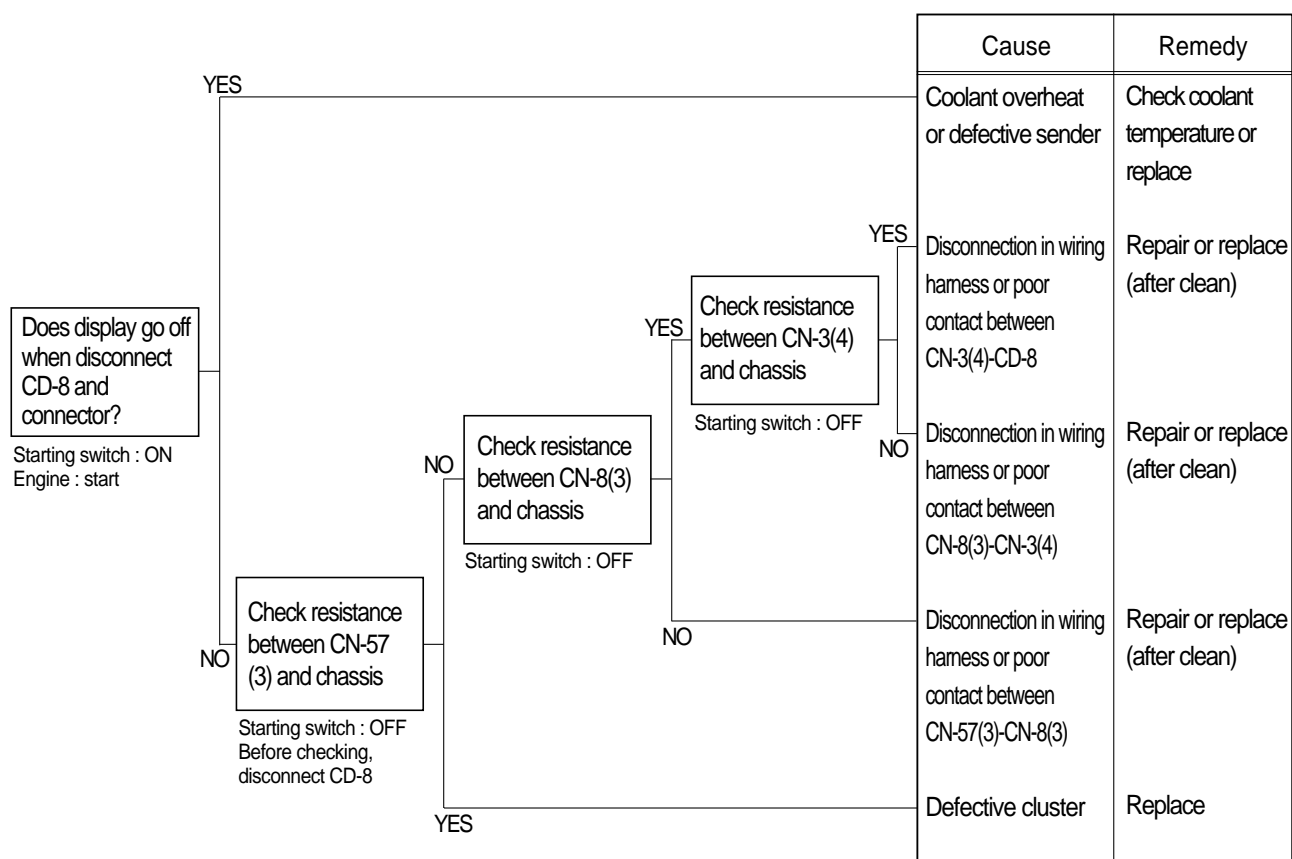 Cause
Remedy
YES
Coolant overheat
or defective sender
Check coolant
temperature or
replace
YES
Disconnection in wiring
harness or poor
contact between
CN-3(4)-CD-8
Repair or replace
(after clean)
Check resistance
between CN-3(4)
and chassis
YES
Starting switch : OFF
NO
Does display go off
when disconnect
CD-8 and
connector?
Starting switch : ON
Engine : start
Disconnection in wiring
harness or poor
contact between
CN-8(3)-CN-3(4)
Repair or replace
(after clean)
NO
Check resistance
between CN-8(3)
and chassis
Starting switch : OFF
NO
Disconnection in wiring
harness or poor
contact between
CN-57(3)-CN-8(3)
Repair or replace
(after clean)
NO
Check resistance
between CN-57
(3) and chassis
Starting switch : OFF
Before checking,
disconnect CD-8
YES
Defective cluster
Replace